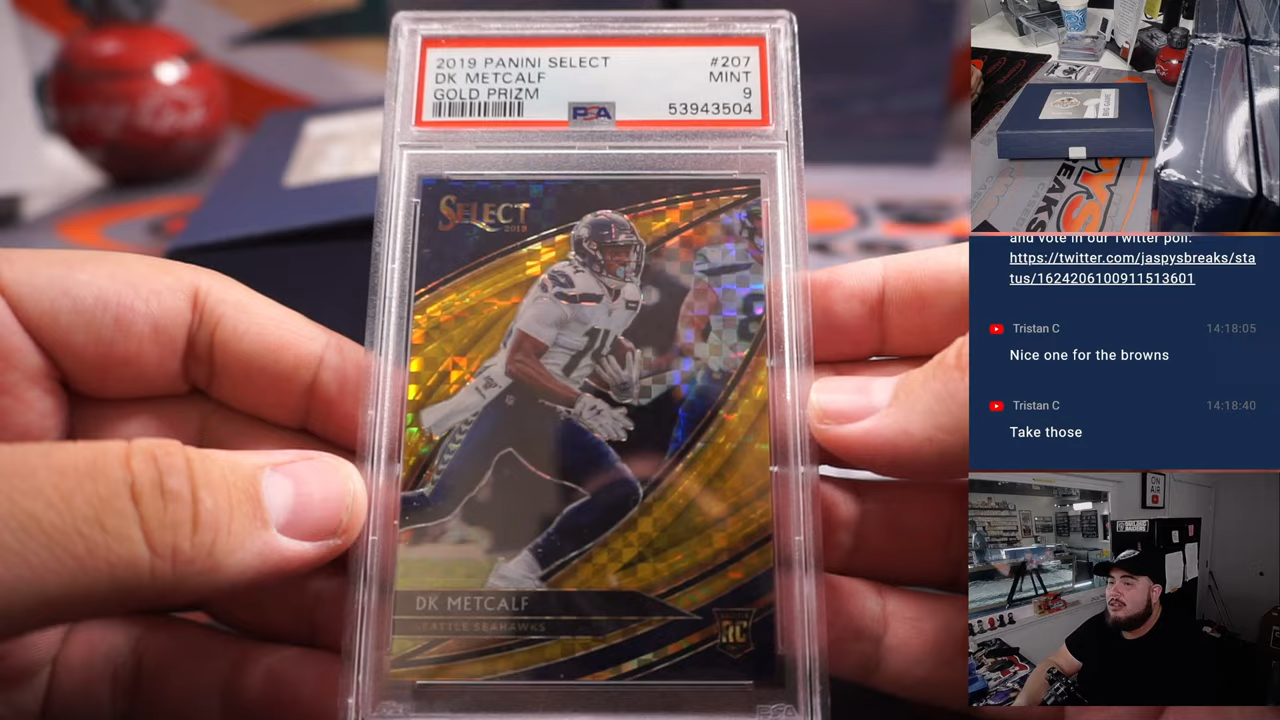 2019 PANINI SELECT #207
DK METCALF MINT
GOLD PRIZM 9
PSA 53943504
SELECT
2019
DK METCALF
SEATTLE SEAHAWKS
RC
PSA
and vote in our Twitter poll:
https://twitter.com/jaspysbreaks/sta
tus/1624206100911513601
Tristan C 14:18:05
Nice one for the browns
Tristan C 14:18:40
Take those
ON
AIR